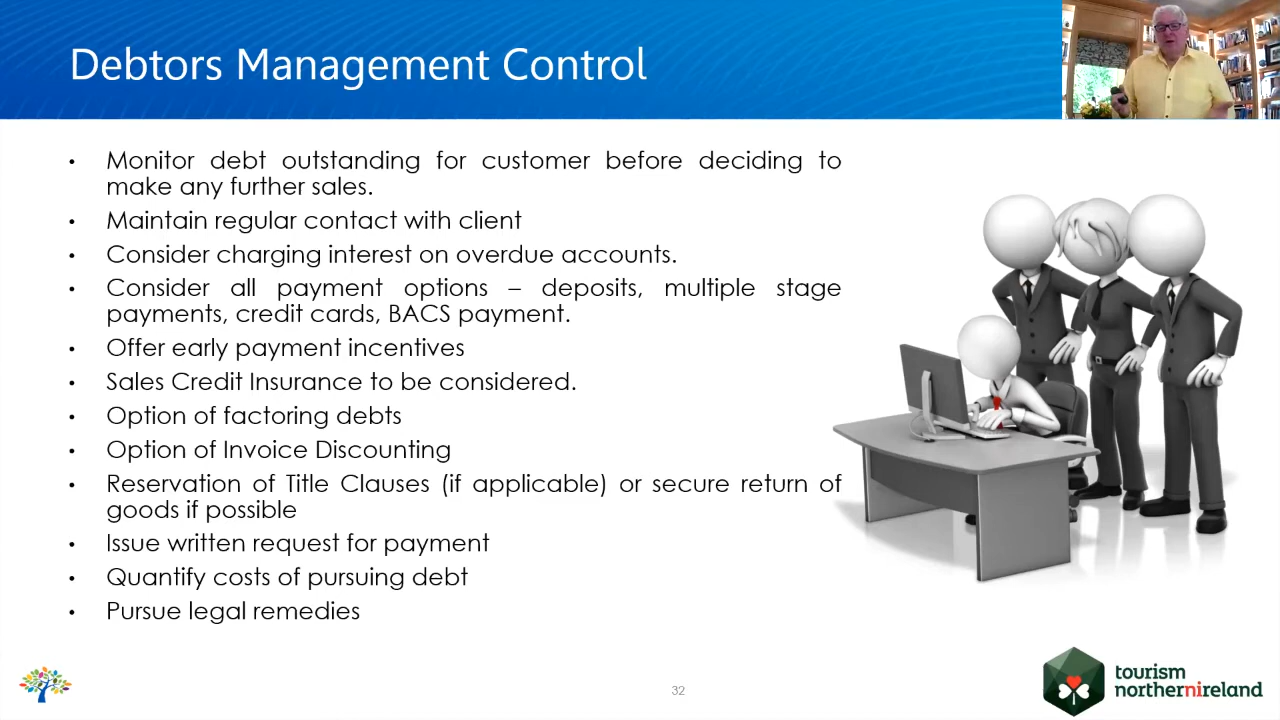 Debtors Management Control
• Monitor debt outstanding for customer before deciding to
make any further sales.
• Maintain regular contact with client
• Consider charging interest on overdue accounts.
• Consider all payment options – deposits, multiple stage
payments, credit cards, BACS payment.
• Offer early payment incentives
• Sales Credit Insurance to be considered.
• Option of factoring debts
• Option of Invoice Discounting
• Reservation of Title Clauses (if applicable) or secure return of
goods if possible
• Issue written request for payment
• Quantify costs of pursuing debt
• Pursue legal remedies
32
tourism
northernireland